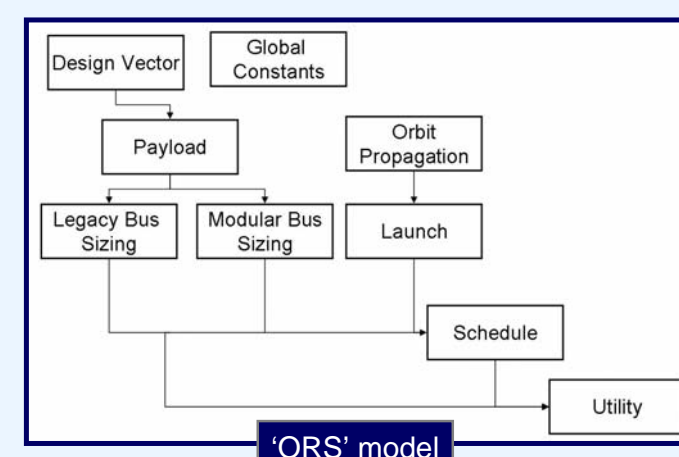 Design Vector
Global
Constants
Payload
Orbit
Propagation
Legacy Bus
Sizing
Modular Bus
Sizing
Launch
Schedule
Utility
‘ORS’ model